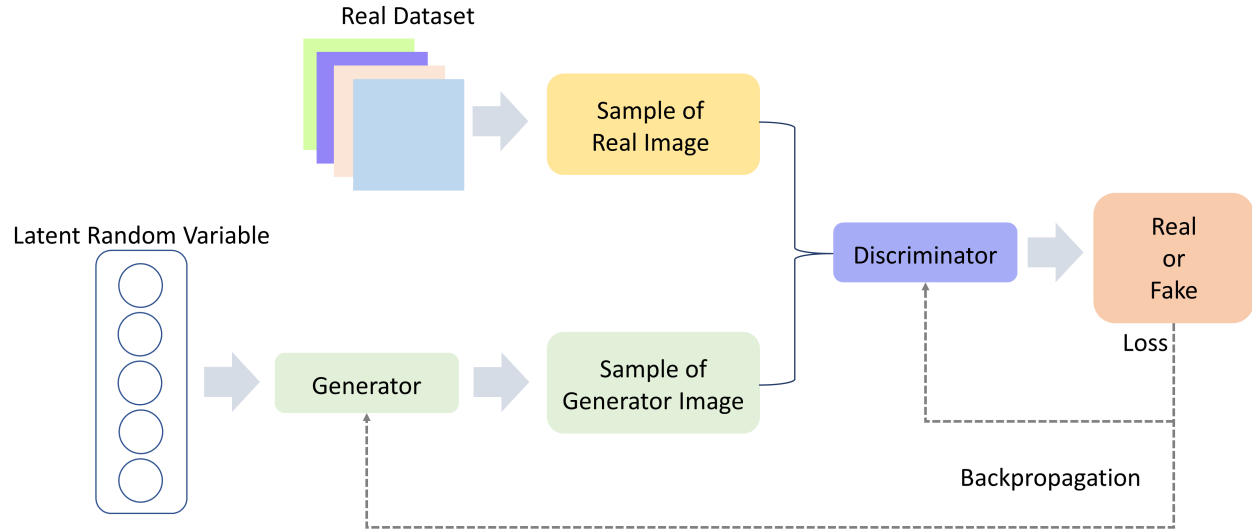 Real Dataset
Sample of
Real Image
Latent Random Variable
Discriminator
Real
or
Fake
Loss
Generator
Sample of
Generator Image
Backpropagation